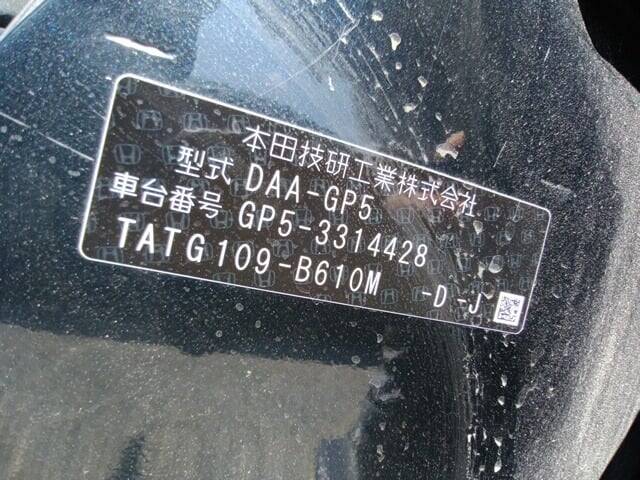 本田技研工業株式会社
型式 DAA-GP5
車台番号 GP5-3314428
TATG109-B610M -D-J